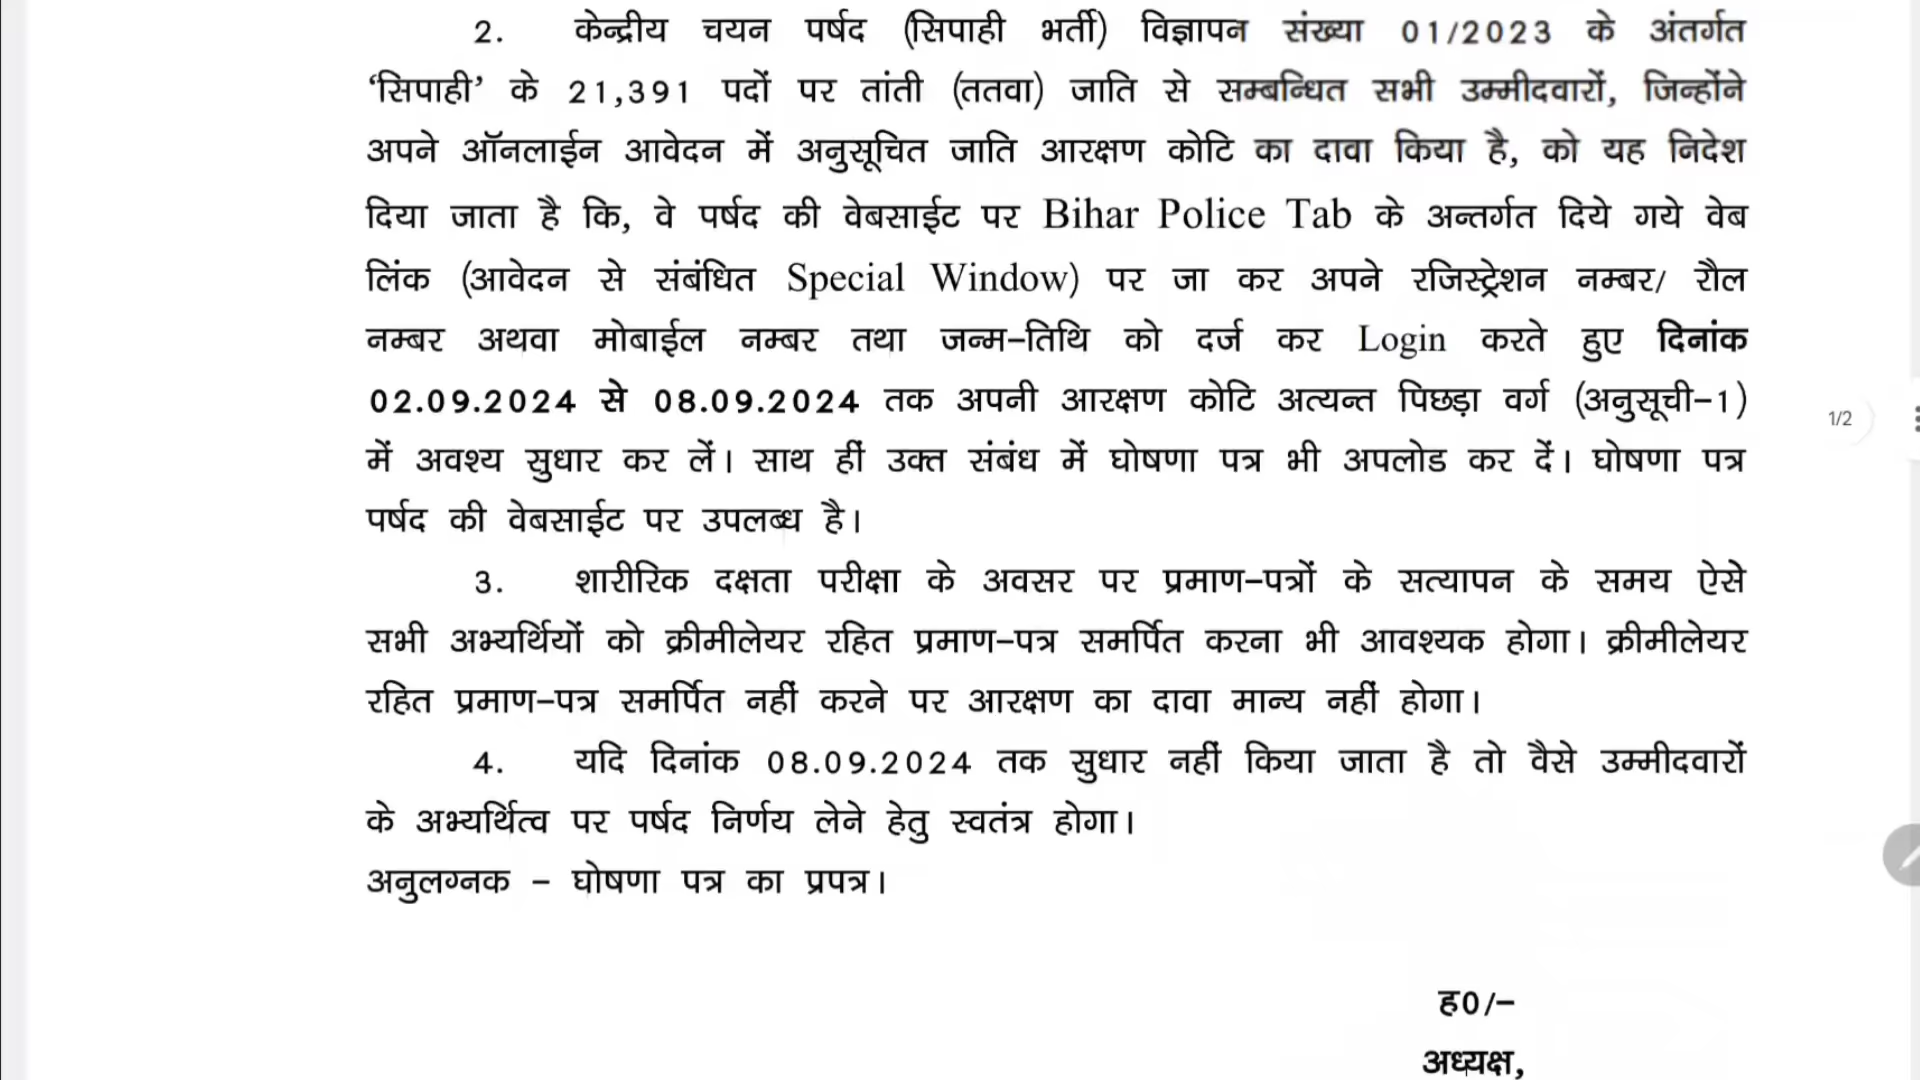 2. केन्द्रीय चयन पर्षद (सिपाही भर्ती) विज्ञापन संख्या 01/2023 के अंतर्गत
‘सिपाही’ के 21,391 पदों पर तांती (ततवा) जाति से सम्बन्धित सभी उम्मीदवारों, जिन्होंने
अपने ऑनलाईन आवेदन में अनुसूचित जाति आरक्षण कोटि का दावा किया है, को यह निदेश
दिया जाता है कि, वे पर्षद की वेबसाईट पर Bihar Police Tab के अन्तर्गत दिये गये वेब
लिंक (आवेदन से संबंधित Special Window) पर जा कर अपने रजिस्ट्रेशन नम्बर/ रौल
नम्बर अथवा मोबाईल नम्बर तथा जन्म-तिथि को दर्ज कर Login करते हुए दिनांक
02.09.2024 से 08.09.2024 तक अपनी आरक्षण कोटि अत्यन्त पिछड़ा वर्ग (अनुसूची-1)
में अवश्य सुधार कर लें। साथ हीं उक्त संबंध में घोषणा पत्र भी अपलोड कर दें। घोषणा पत्र
पर्षद की वेबसाईट पर उपलब्ध है।
3. शारीरिक दक्षता परीक्षा के अवसर पर प्रमाण-पत्रों के सत्यापन के समय ऐसे
सभी अभ्यर्थियों को क्रीमीलेयर रहित प्रमाण-पत्र समर्पित करना भी आवश्यक होगा। क्रीमीलेयर
रहित प्रमाण-पत्र समर्पित नहीं करने पर आरक्षण का दावा मान्य नहीं होगा।
4. यदि दिनांक 08.09.2024 तक सुधार नहीं किया जाता है तो वैसे उम्मीदवारों
के अभ्यर्थित्व पर पर्षद निर्णय लेने हेतु स्वतंत्र होगा।
अनुलग्नक - घोषणा पत्र का प्रपत्र।
ह0/-
अध्यक्ष,
1/2